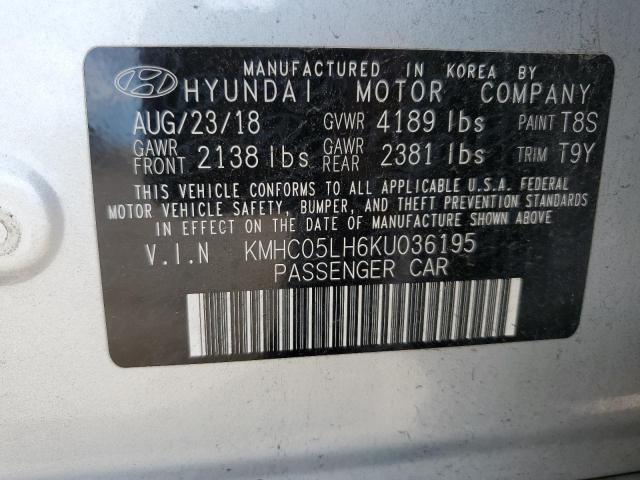 MANUFACTURED IN KOREA BY
HYUNDAI MOTOR COMPANY
AUG/23/18 GVWR 4189 lbs PAINT T8S
GAWR FRONT 2138 lbs GAWR REAR 2381 lbs TRIM T9Y
THIS VEHICLE CONFORMS TO ALL APPLICABLE U.S.A. FEDERAL
MOTOR VEHICLE SAFETY, BUMPER, AND THEFT PREVENTION STANDARDS
IN EFFECT ON THE DATE OF MANUFACTURE SHOWN ABOVE.
V.I.N KMHC05LH6KU036195
PASSENGER CAR